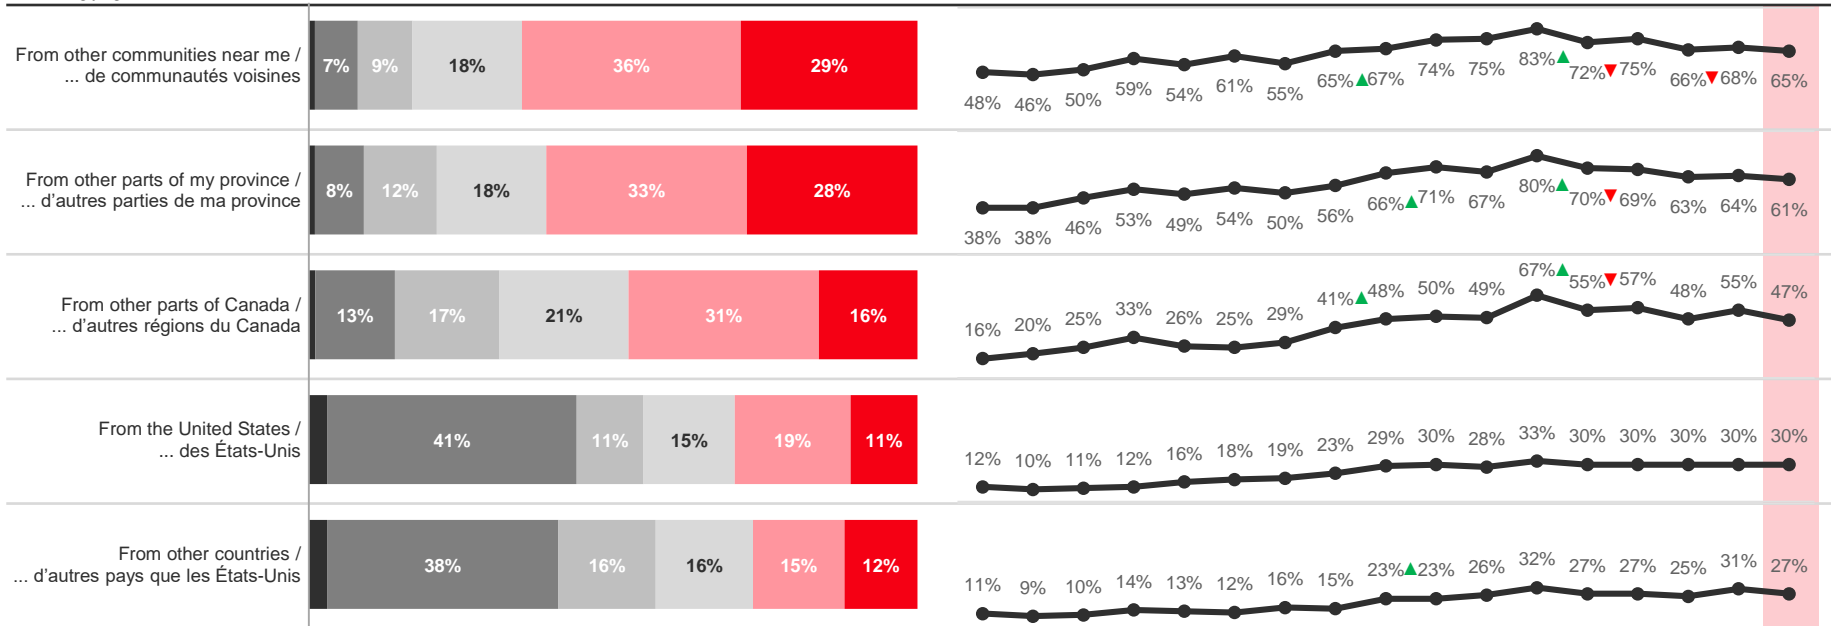 From other communities near me /
... de communautés voisines
7% 9% 18% 36% 29%
48% 46% 50% 59% 54% 61% 55% 65% 67% 74% 75% 83% 72% 75% 66% 68% 65%
From other parts of my province /
... d'autres parties de ma province
8% 12% 18% 33% 28%
38% 38% 46% 53% 49% 54% 50% 56% 66% 71% 67% 80% 70% 69% 63% 64% 61%
From other parts of Canada /
... d'autres régions du Canada
13% 17% 21% 31% 16%
16% 20% 25% 33% 26% 25% 29% 41% 48% 50% 49% 67% 55% 57% 48% 55% 47%
From the United States /
... des États-Unis
41% 11% 15% 19% 11%
12% 10% 11% 12% 16% 18% 19% 23% 29% 30% 28% 33% 30% 30% 30% 30% 30%
From other countries /
... d'autres pays que les États-Unis
38% 16% 16% 15% 12%
11% 9% 10% 14% 13% 12% 16% 15% 23% 23% 26% 32% 27% 27% 25% 31% 27%